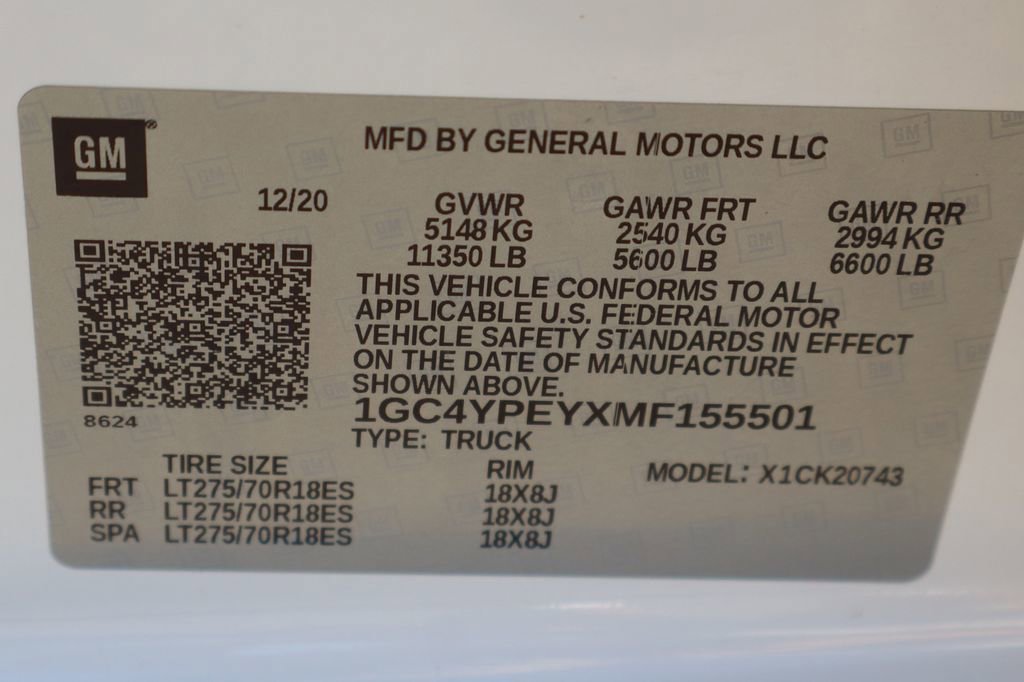 GM®
MFD BY GENERAL MOTORS LLC
12/20
GVWR GAWR FRT GAWR RR
5148 KG 2540 KG 2994 KG
11350 LB 5600 LB 6600 LB
THIS VEHICLE CONFORMS TO ALL
APPLICABLE U.S. FEDERAL MOTOR
VEHICLE SAFETY STANDARDS IN EFFECT
ON THE DATE OF MANUFACTURE
SHOWN ABOVE.
8624
1GC4YPEYXMF155501
TYPE: TRUCK
TIRE SIZE RIM MODEL: X1CK20743
FRT LT275/70R18ES 18X8J
RR LT275/70R18ES 18X8J
SPA LT275/70R18ES 18X8J